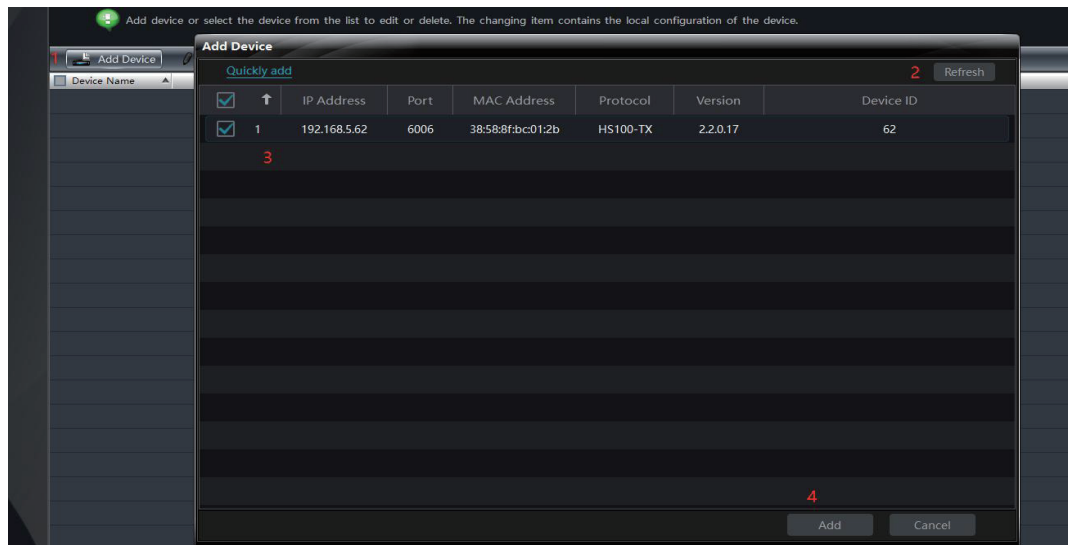 Add device or select the device from the list to edit or delete. The changing item contains the local configuration of the device.
Add Device
1 Add Device
Quickly add 2 Refresh
Device Name
IP Address Port MAC Address Protocol Version Device ID
1 192.168.5.62 6006 38:58:8f:bc:01:2b HS100-TX 2.2.0.17 62
3
4
Add Cancel